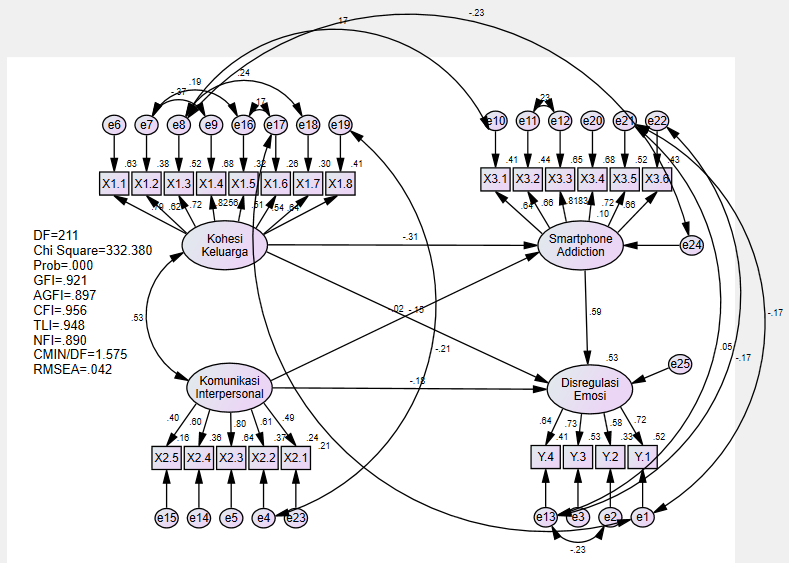 -.23
.17
.24
.19
-.37
.17
.23
e6
e7
e8
e9
e16
e17
e18
e19
e10
e11
e12
e20
e21
e22
.63
.38
.52
.68
.32
.26
.30
.41
.41
.44
.65
.68
.52
.43
X1.1
X1.2
X1.3
X1.4
X1.5
X1.6
X1.7
X1.8
X3.1
X3.2
X3.3
X3.4
X3.5
X3.6
.79
.62
.72
.82
.56
.51
.54
.64
.64
.66
.81
.83
.72
.66
.10
Kohesi
Keluarga
Smartphone
Addiction
e24
-.31
DF=211
Chi Square=332.380
Prob=.000
GFI=.921
AGFI=.897
CFI=.956
TLI=.948
NFI=.890
CMIN/DF=1.575
RMSEA=.042
.53
.02
-.15
.59
-.17
-.21
.05
-.17
.53
e25
Komunikasi
Interpersonal
-.18
Disregulasi
Emosi
.40
.60
.80
.61
.49
.64
.73
.58
.72
.16
.36
.64
.37
.24
.21
.41
.53
.33
.52
X2.5
X2.4
X2.3
X2.2
X2.1
Y.4
Y.3
Y.2
Y.1
e15
e14
e5
e4
e23
e13
e3
e2
e1
-.23